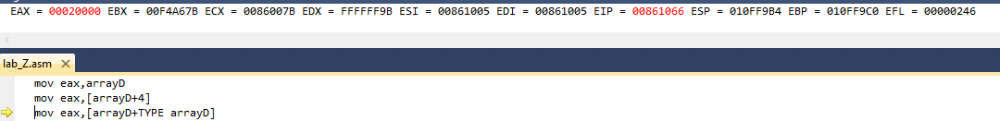 EAX = 00020000 EBX = 00F4A67B ECX = 0086007B EDX = FFFFFF9B ESI = 00861005 EDI = 00861005 EIP = 00861066 ESP = 010FF9B4 EBP = 010FF9C0 EFL = 00000246
lab_Z.asm
mov eax,arrayD
mov eax,[arrayD+4]
mov eax,[arrayD+TYPE arrayD]